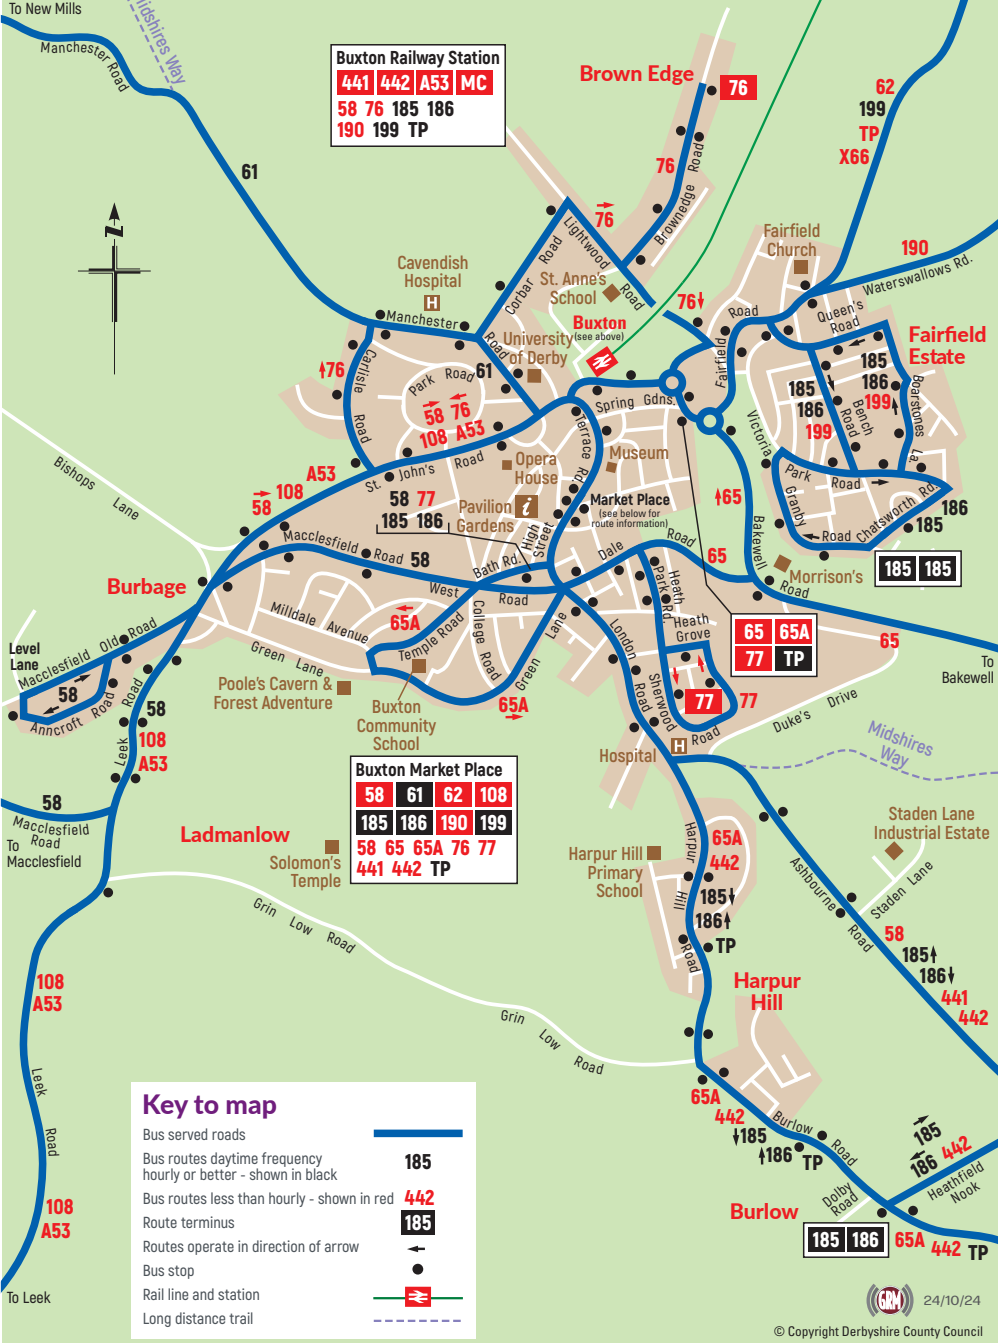 To New Mills
Manchester Road
Midshires Way
61
Buxton Railway Station
441 442 A53 MC
58 76 185 186
190 199 TP
Brown Edge
76
76
Brownedge Road
62
199
TP
X66
76
Lightwood Road
Corbar Road
St. Anne's
School
Fairfield
Church
190
Waterswallows Rd.
Cavendish
Hospital
H
Manchester Road
University
of Derby
Buxton
(see above)
76
Fairfield Road
Queen's
Road
Fairfield
Estate
76
Carlisle Road
Park Road
61
58 76
108 A53
St. John's Road
Spring Gdns.
Terrace Rd.
Opera
House
Museum
Victoria
185
186
199
Bench Road
185
186
199
Boarstones La.
Park Road
Granby Road
Chatsworth Rd.
186
185
185 185
Morrison's
Bishops Lane
A53
108
58
58 77
185 186
Pavilion
Gardens
i
Market Place
(see below for
route information)
High Street
65
Bakewell Road
65
65
To
Bakewell
Macclesfield Road
58
Bath Rd.
West Road
Dale Road
Burbage
Milldale Avenue
65A
Temple Road
College Road
Green Lane
Green Lane
65A
Heath
Park Rd.
Heath
Grove
London Road
Sherwood Road
77
77
65 65A
77 TP
Duke's Drive
Midshires
Way
Level
Lane
Macclesfield Old Road
58
Anncroft Road
Leek Road
58
108
A53
58
Macclesfield
Road
To
Macclesfield
Poole's Cavern &
Forest Adventure
Buxton
Community
School
Hospital
H
Buxton Market Place
58 61 62 108
185 186 190 199
58 65 65A 76 77
441 442 TP
Ladmanlow
Solomon's
Temple
Grin Low Road
Grin Low Road
Harpur Hill
Primary
School
Harpur Hill Road
65A
442
185
186
TP
Harpur
Hill
Staden Lane
Industrial Estate
Staden Lane
Ashbourne Road
58
185
186
441
442
108
A53
Leek Road
108
A53
To Leek
65A
442
185
186 TP
Burlow Road
Dolby
Road
185
186 442
Heathfield
Nook
Burlow
185 186
65A 442 TP
Key to map
Bus served roads
Bus routes daytime frequency
hourly or better - shown in black
185
Bus routes less than hourly - shown in red 442
Route terminus
185
Routes operate in direction of arrow
Bus stop
Rail line and station
Long distance trail
GRM
24/10/24
© Copyright Derbyshire County Council